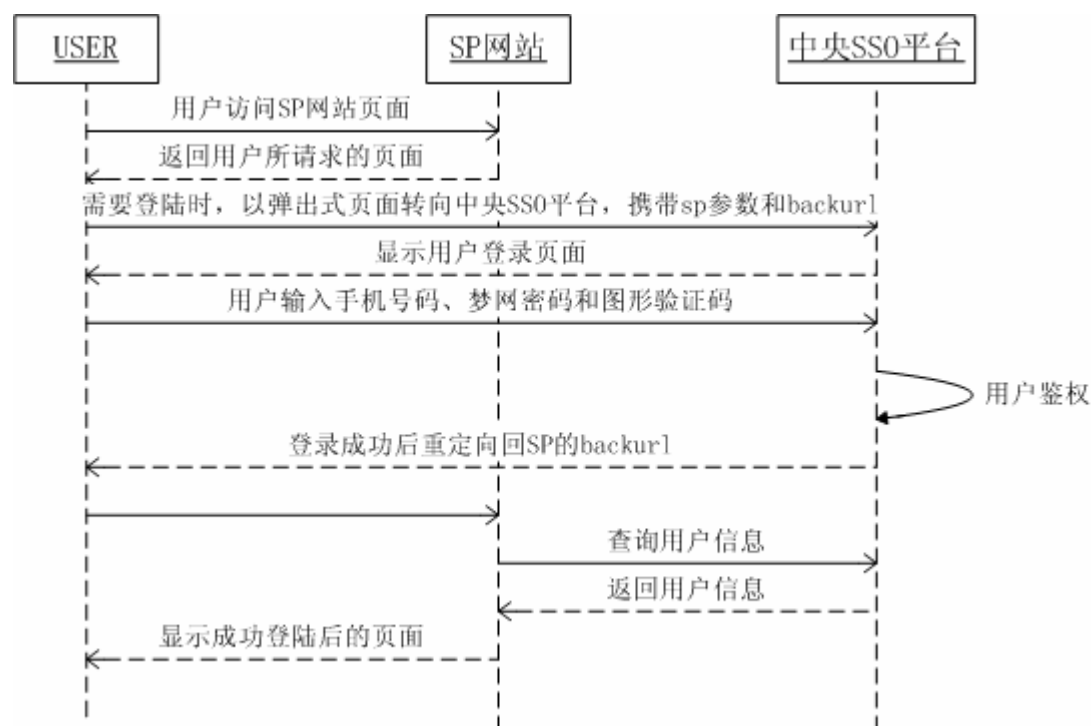 USER
SP网站
中央SSO平台
用户访问SP网站页面
返回用户所请求的页面
需要登陆时，以弹出式页面转向中央SSO平台，携带sp参数和backurl
显示用户登录页面
用户输入手机号码、梦网密码和图形验证码
用户鉴权
登录成功后重定向回SP的backurl
查询用户信息
返回用户信息
显示成功登陆后的页面